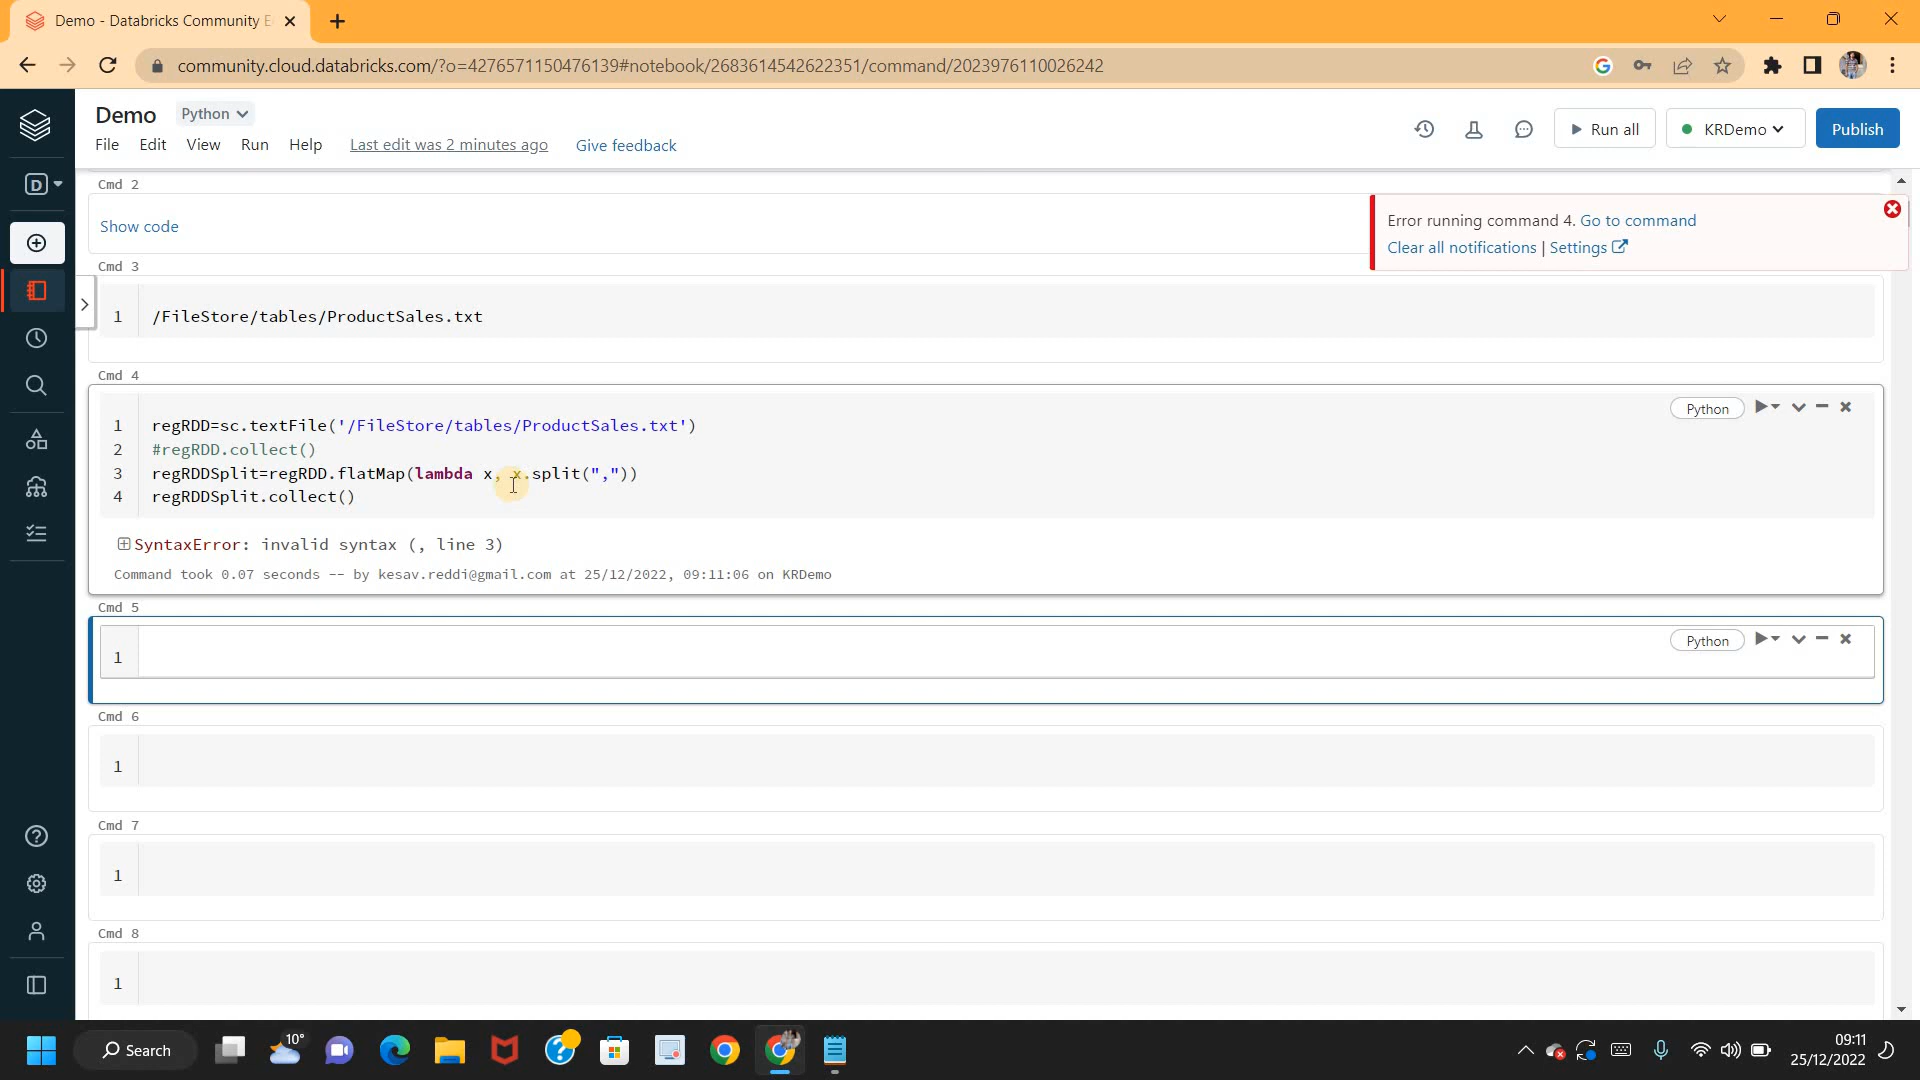 Demo - Databricks Community E
community.cloud.databricks.com/?o=4276571150476139#notebook/2683614542622351/command/2023976110026242
Demo Python
File Edit View Run Help Last edit was 2 minutes ago Give feedback
Run all KRDemo Publish
D
Cmd 2
Show code
Error running command 4. Go to command
Clear all notifications | Settings
Cmd 3
1 /FileStore/tables/ProductSales.txt
Cmd 4
Python
1 regRDD=sc.textFile('/FileStore/tables/ProductSales.txt')
2 #regRDD.collect()
3 regRDDSplit=regRDD.flatMap(lambda x, x.split(","))
4 regRDDSplit.collect()
SyntaxError: invalid syntax (, line 3)
Command took 0.07 seconds -- by kesav.reddi@gmail.com at 25/12/2022, 09:11:06 on KRDemo
Cmd 5
Python
1
Cmd 6
1
Cmd 7
1
Cmd 8
1
Search
10°
09:11
25/12/2022